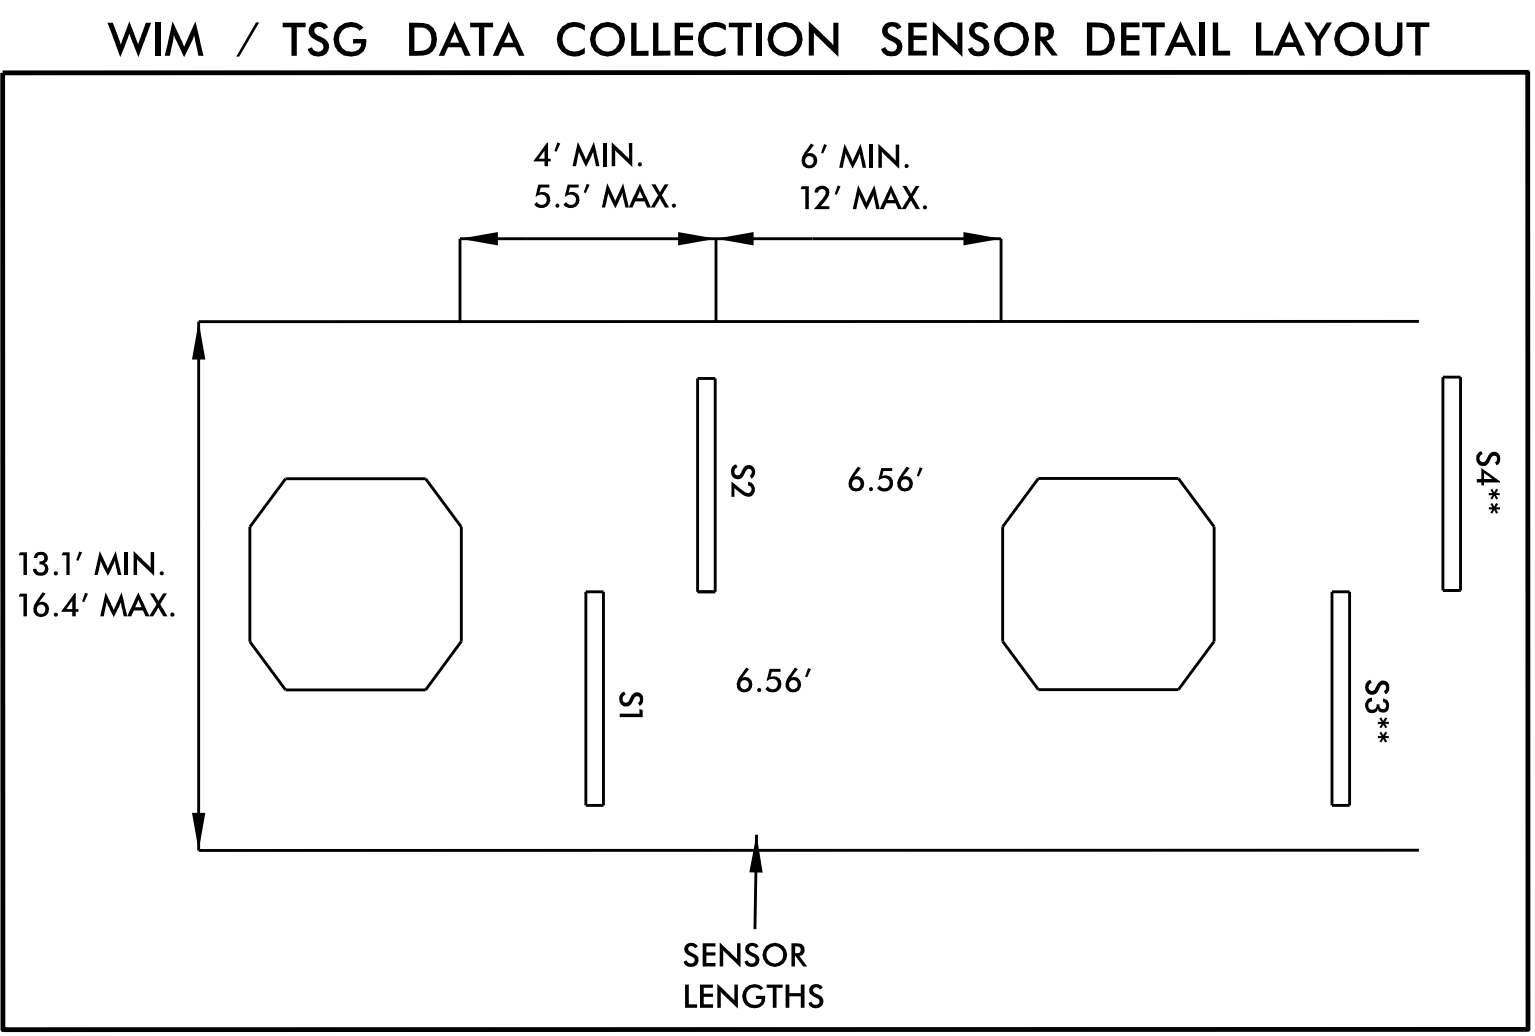 WIM / TSG DATA COLLECTION SENSOR DETAIL LAYOUT
4' MIN.
5.5' MAX.
6' MIN.
12' MAX.
S2
6.56'
S4**
13.1' MIN.
16.4' MAX.
S1
6.56'
S3**
SENSOR
LENGTHS